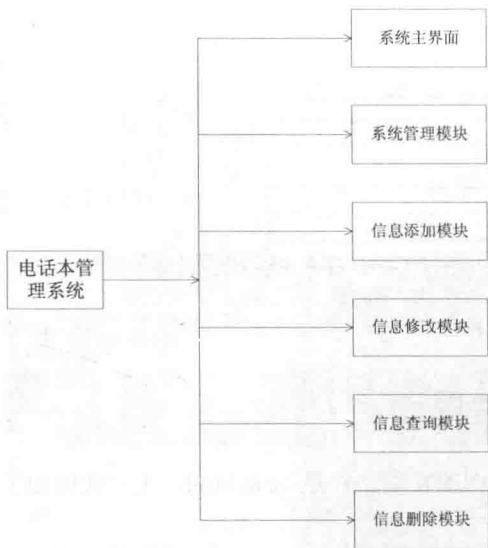 系统主界面
系统管理模块
信息添加模块
电话本管
理系统
信息修改模块
信息查询模块
信息删除模块